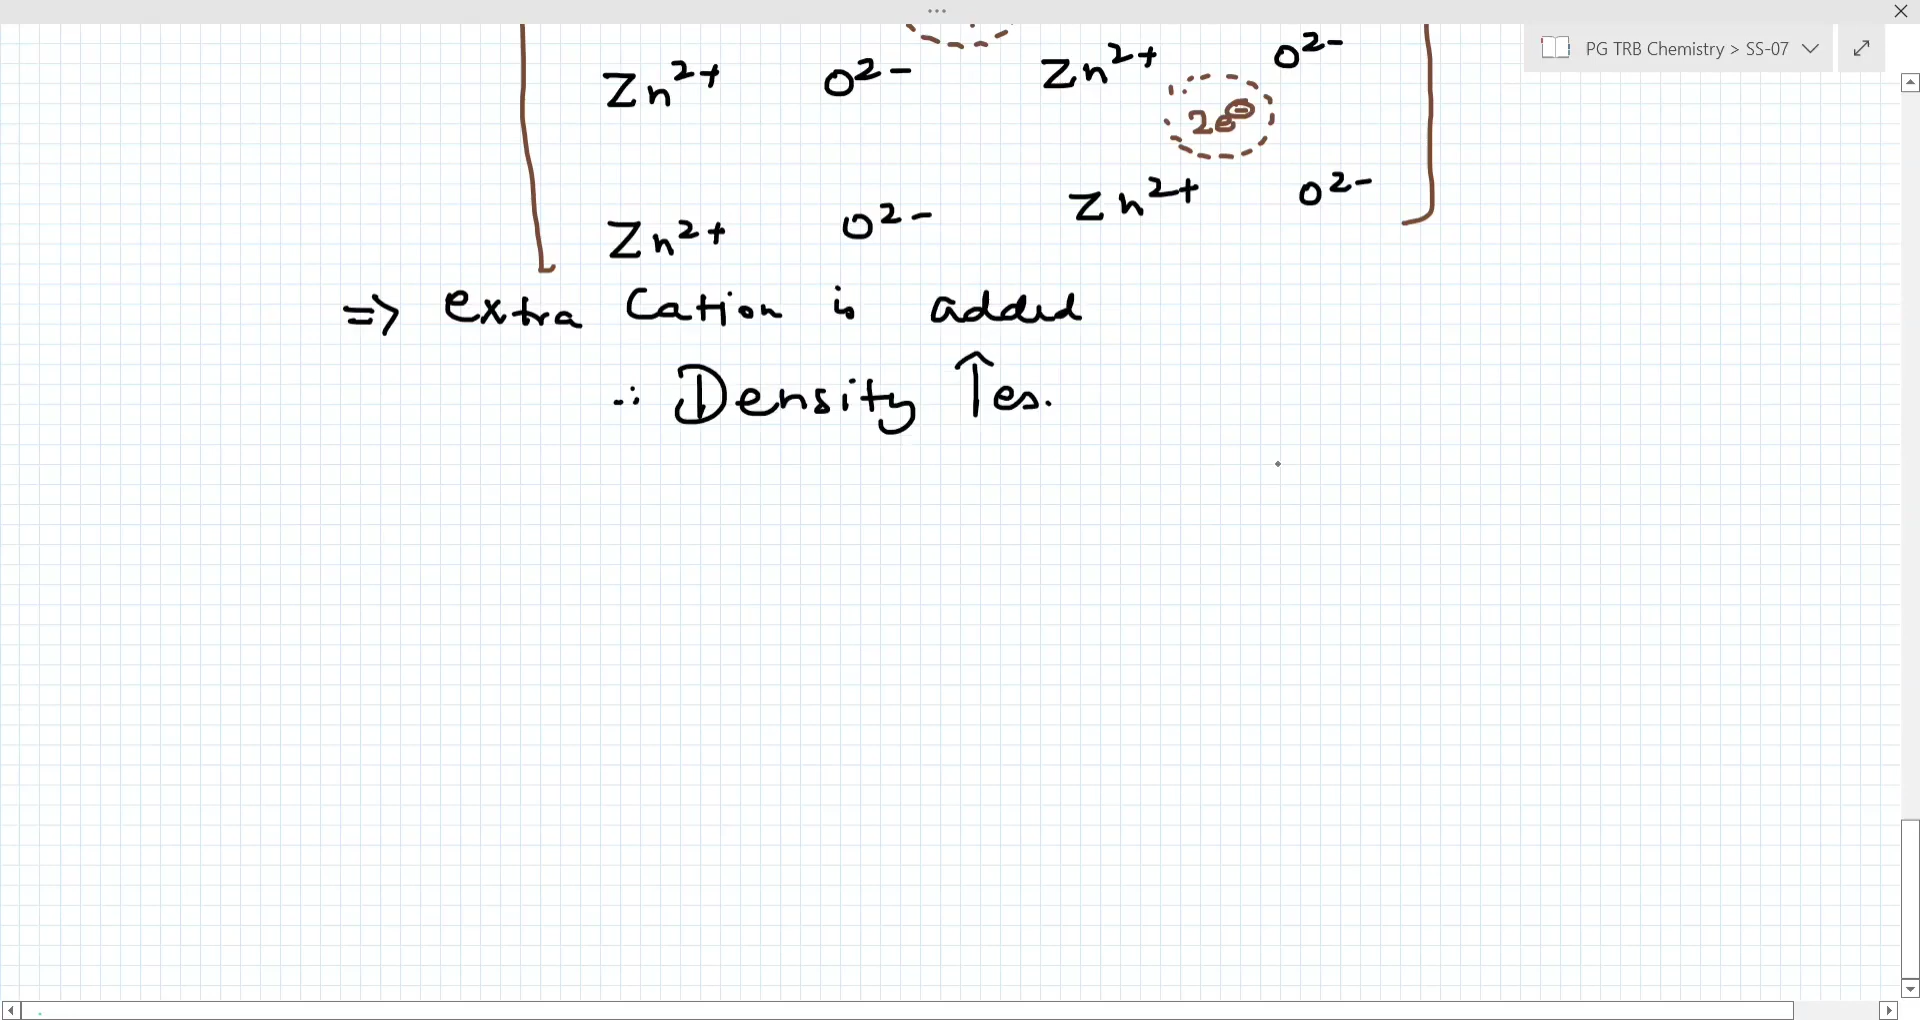 PG TRB Chemistry > SS-07
Zn²⁺ O²⁻ Zn²⁺ O²⁻
2e⊖
Zn²⁺ O²⁻ Zn²⁺ O²⁻
=> extra Cation is added
∴ Density ↑es.